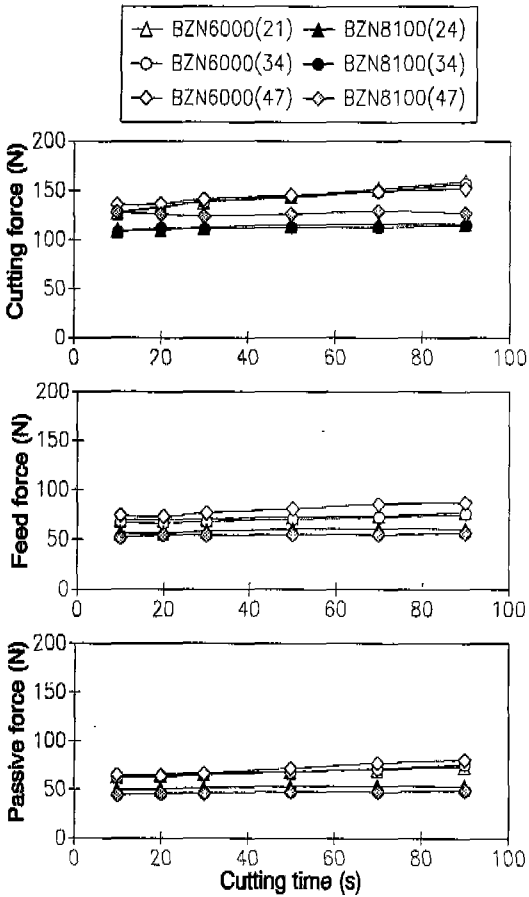 BZN6000(21) BZN8100(24)
BZN6000(34) BZN8100(34)
BZN6000(47) BZN8100(47)
Cutting force (N)
200
150
100
50
0
0 20 40 60 80 100
Feed force (N)
200
150
100
50
0
0 20 40 60 80 100
Passive force (N)
200
150
100
50
0
0 20 40 60 80 100
Cutting time (s)